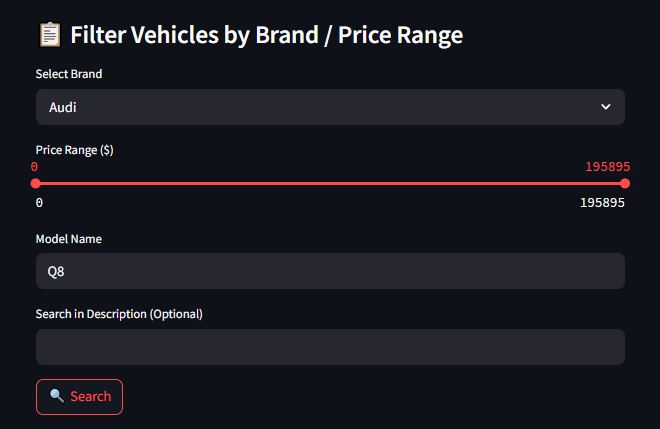 Filter Vehicles by Brand / Price Range
Select Brand
Audi
Price Range ($)
0 195895
0 195895
Model Name
Q8
Search in Description (Optional)
Search